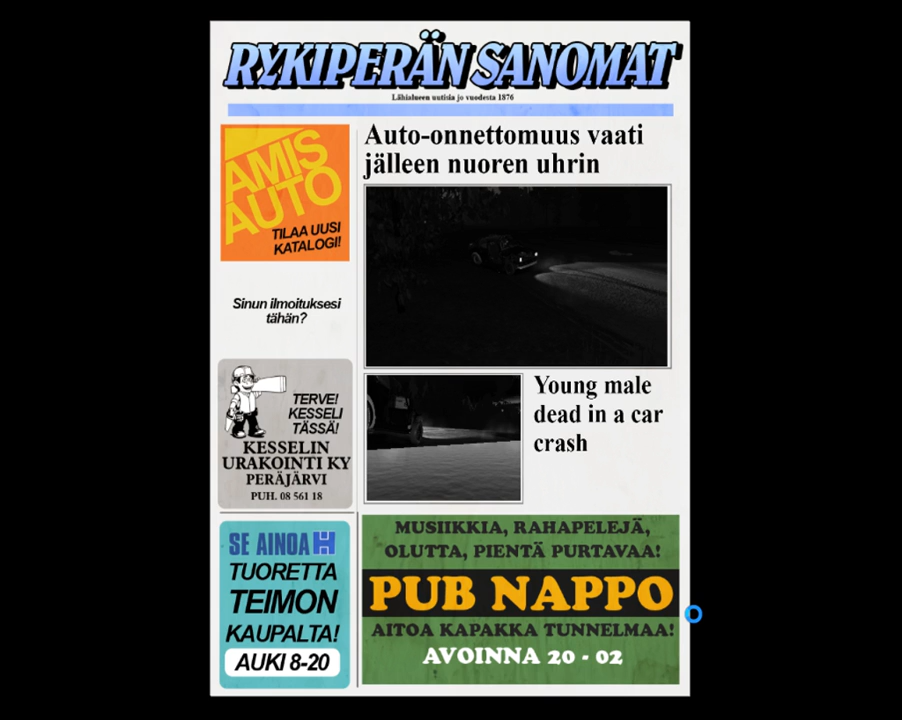 RYKIPERÄN SANOMAT
Lähialueen uutisia jo vuodesta 1876
AMIS
AUTO
TILAA UUSI
KATALOGI!
Sinun ilmoituksesi
tähän?
TERVE!
KESSELI
TÄSSÄ!
KESSELIN
URAKOINTI KY
PERÄJÄRVI
PUH. 08 561 18
SE AINOA H
TUORETTA
TEIMON
KAUPALTA!
AUKI 8-20
Auto-onnettomuus vaati
jälleen nuoren uhrin
Young male
dead in a car
crash
MUSIIKKIA, RAHAPELEJÄ,
OLUTTA, PIENTÄ PURTAVAA!
PUB NAPPO
AITOA KAPAKKA TUNNELMAA!
AVOINNA 20 - 02